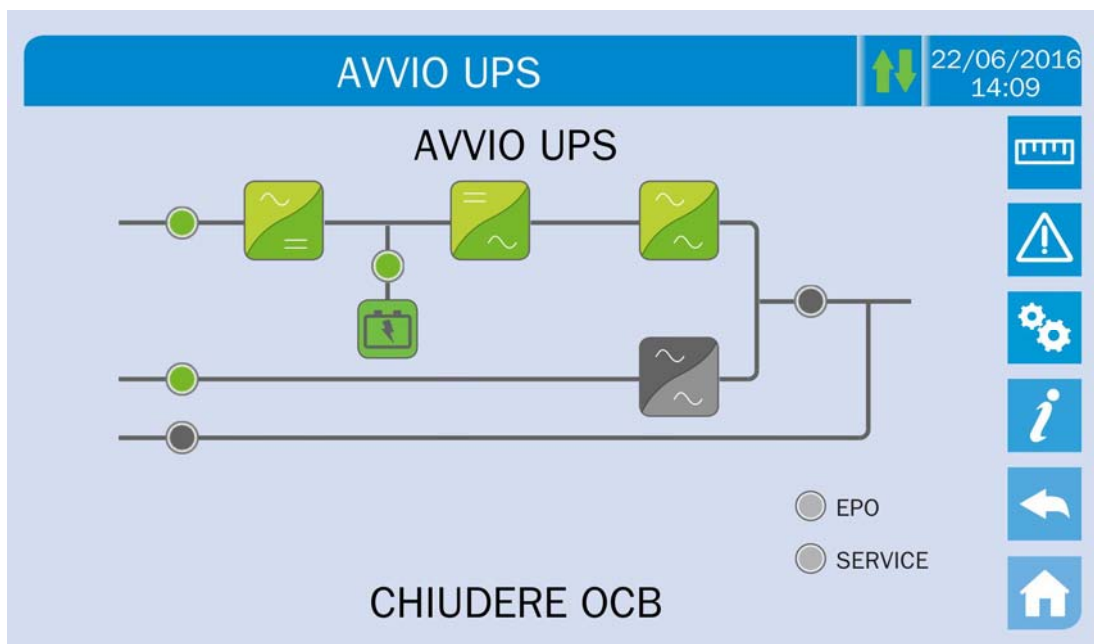 AVVIO UPS
22/06/2016
14:09
AVVIO UPS
EPO
SERVICE
CHIUDERE OCB